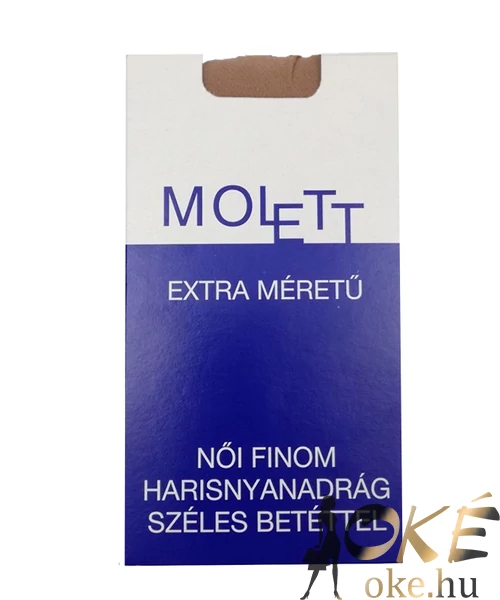 MOLETT
EXTRA MÉRETŰ
NŐI FINOM
HARISNYANADRÁG
SZÉLES BETÉTTEL
OKÉ
oke.hu